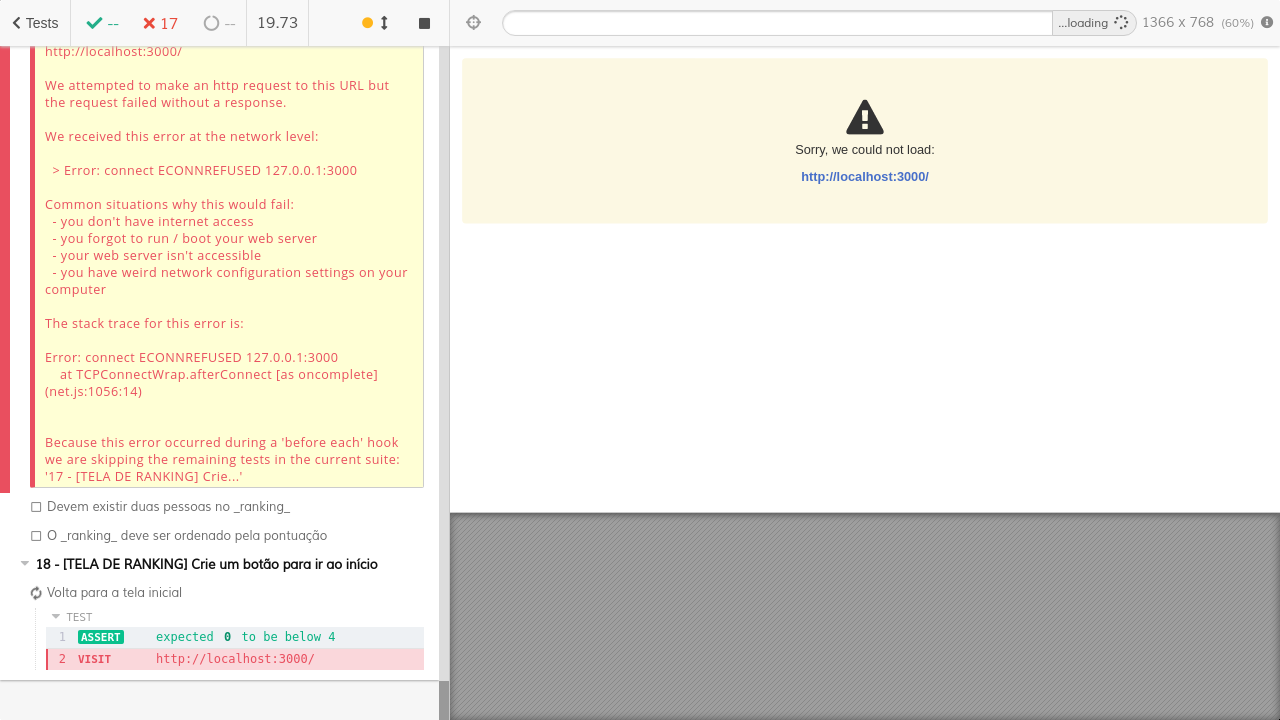 Tests
--
17
--
19.73
...loading
1366 x 768 (60%)
http://localhost:3000/
We attempted to make an http request to this URL but
the request failed without a response.
We received this error at the network level:
> Error: connect ECONNREFUSED 127.0.0.1:3000
Common situations why this would fail:
- you don't have internet access
- you forgot to run / boot your web server
- your web server isn't accessible
- you have weird network configuration settings on your
computer
The stack trace for this error is:
Error: connect ECONNREFUSED 127.0.0.1:3000
at TCPConnectWrap.afterConnect [as oncomplete]
(net.js:1056:14)
Because this error occurred during a 'before each' hook
we are skipping the remaining tests in the current suite:
'17 - [TELA DE RANKING] Crie...'
Devem existir duas pessoas no _ranking_
O _ranking_ deve ser ordenado pela pontuação
18 - [TELA DE RANKING] Crie um botão para ir ao início
Volta para a tela inicial
TEST
1 ASSERT expected 0 to be below 4
2 VISIT http://localhost:3000/
Sorry, we could not load:
http://localhost:3000/